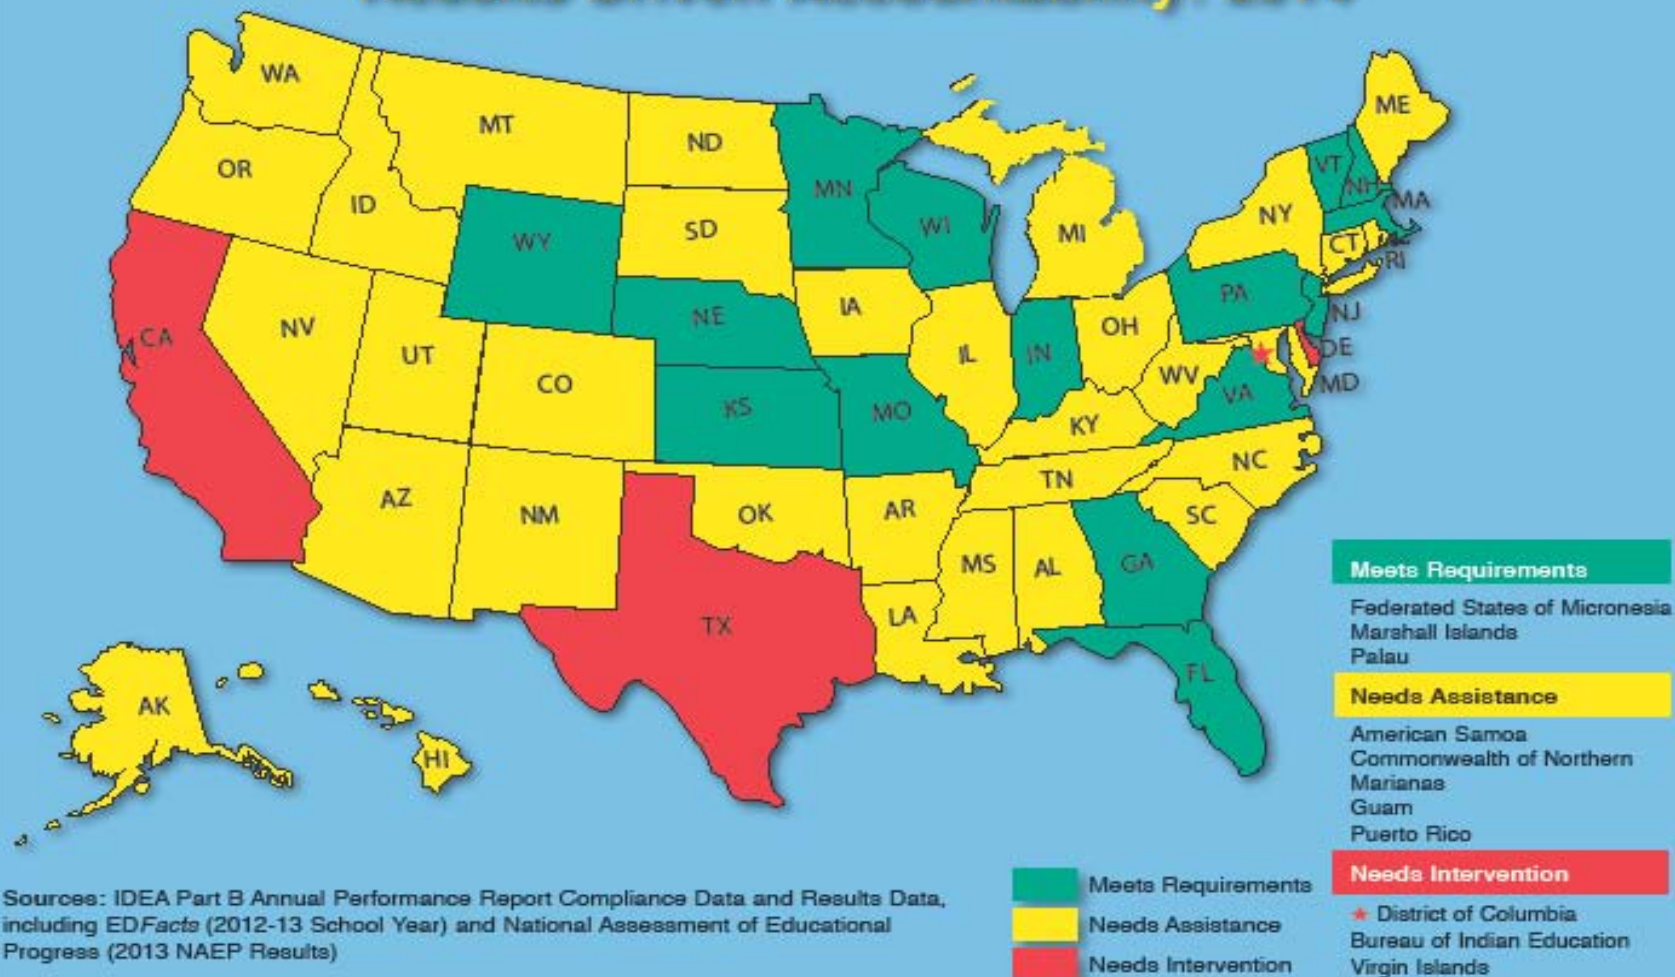 WA
MT
ND
ME
OR
ID
MN
VT
NH
MA
SD
WI
MI
NY
WY
CT
RI
IA
PA
NE
NJ
CA
NV
UT
OH
IL
IN
DE
CO
WV
MD
KS
MO
VA
KY
NC
TN
AZ
NM
OK
AR
SC
MS
AL
GA
LA
TX
FL
AK
HI
Meets Requirements
Federated States of Micronesia
Marshall Islands
Palau
Needs Assistance
American Samoa
Commonwealth of Northern
Marianas
Guam
Puerto Rico
Needs Intervention
★ District of Columbia
Bureau of Indian Education
Virgin Islands
Meets Requirements
Needs Assistance
Needs Intervention
Sources: IDEA Part B Annual Performance Report Compliance Data and Results Data,
including EDFacts (2012-13 School Year) and National Assessment of Educational
Progress (2013 NAEP Results)